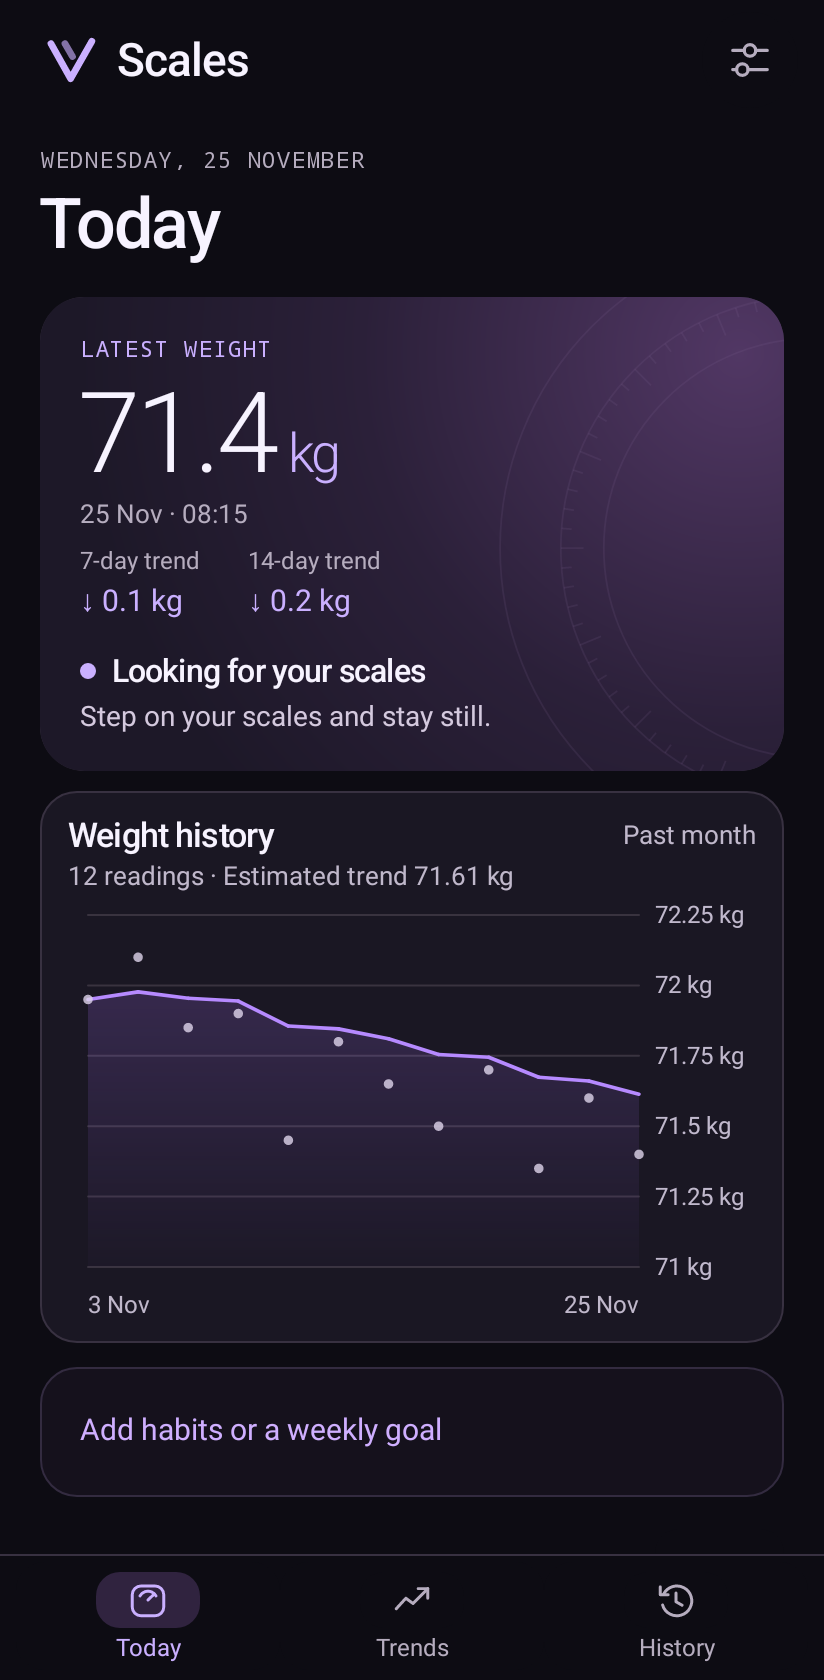 Scales
WEDNESDAY, 25 NOVEMBER
Today
LATEST WEIGHT
71.4 kg
25 Nov · 08:15
7-day trend 14-day trend
↓ 0.1 kg ↓ 0.2 kg
Looking for your scales
Step on your scales and stay still.
Weight history Past month
12 readings · Estimated trend 71.61 kg
72.25 kg
72 kg
71.75 kg
71.5 kg
71.25 kg
71 kg
3 Nov 25 Nov
Add habits or a weekly goal
Today Trends History